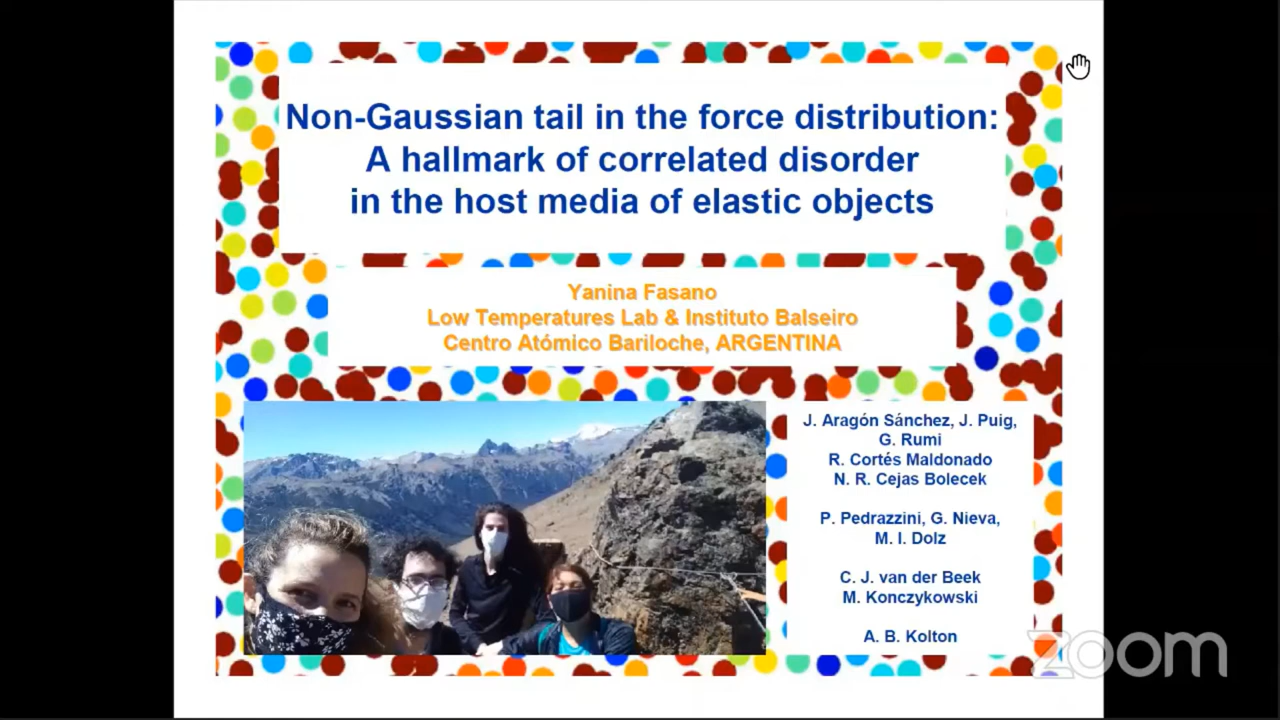 Non-Gaussian tail in the force distribution:
A hallmark of correlated disorder
in the host media of elastic objects
Yanina Fasano
Low Temperatures Lab & Instituto Balseiro
Centro Atómico Bariloche, ARGENTINA
J. Aragón Sánchez, J. Puig,
G. Rumi
R. Cortés Maldonado
N. R. Cejas Bolecek
P. Pedrazzini, G. Nieva,
M. I. Dolz
C. J. van der Beek
M. Konczykowski
A. B. Kolton
zoom